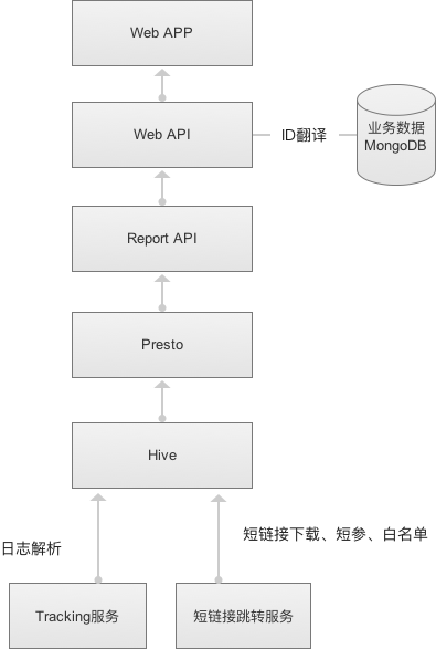 Web APP
Web API
ID翻译
业务数据
MongoDB
Report API
Presto
Hive
日志解析
短链接下载、短参、白名单
Tracking服务
短链接跳转服务